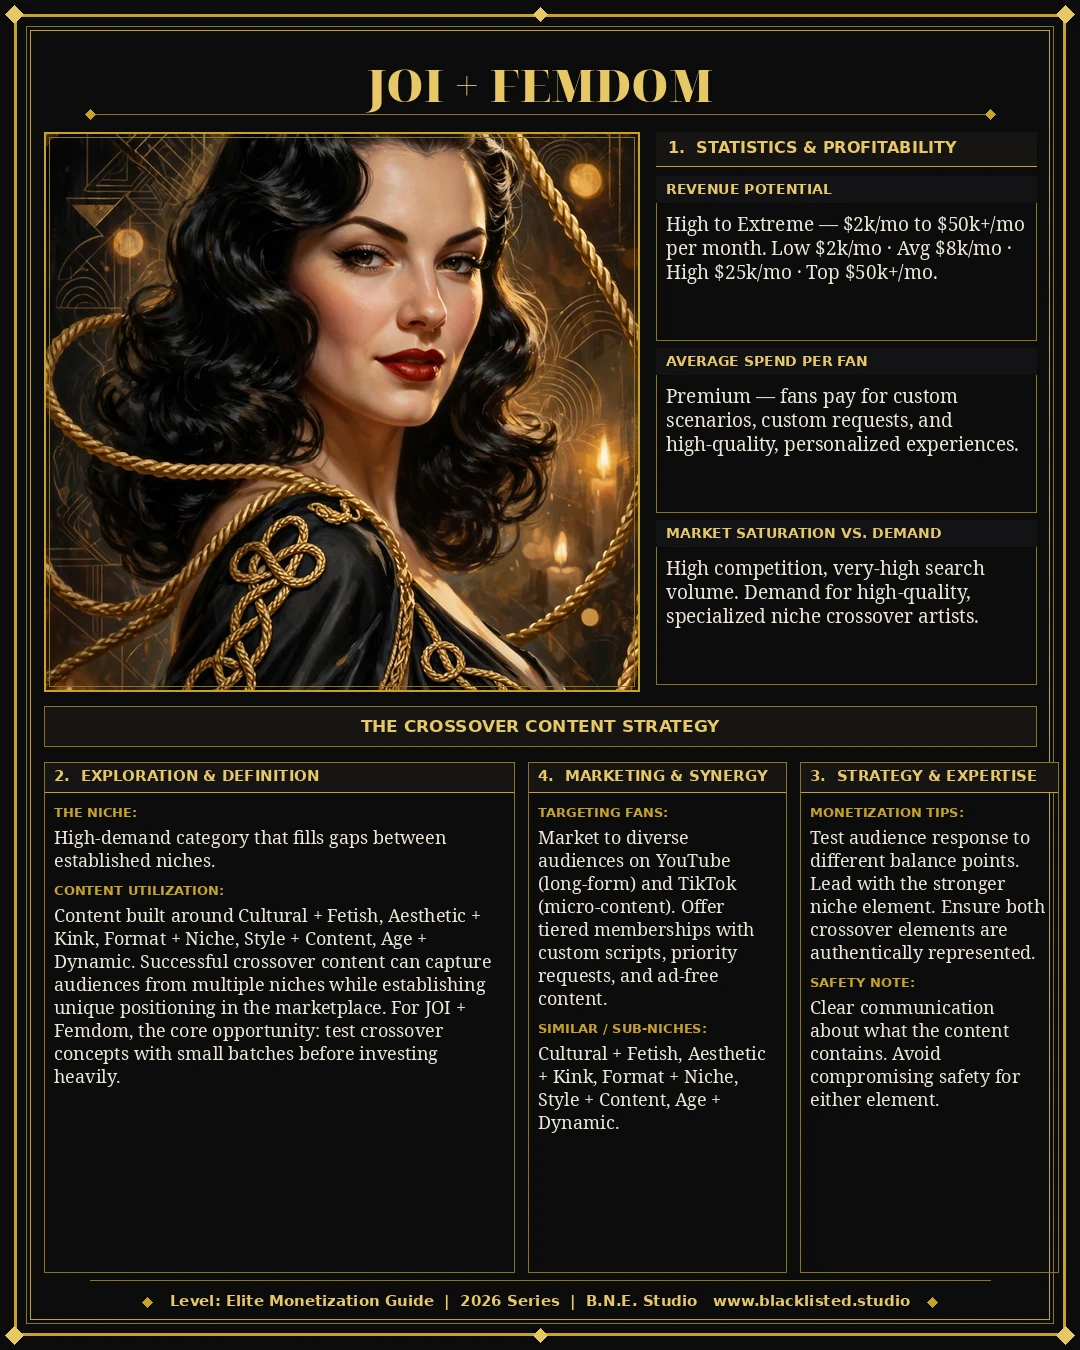 JOI + FEMDOM
1. STATISTICS & PROFITABILITY
REVENUE POTENTIAL
High to Extreme — $2k/mo to $50k+/mo
per month. Low $2k/mo · Avg $8k/mo ·
High $25k/mo · Top $50k+/mo.
AVERAGE SPEND PER FAN
Premium — fans pay for custom
scenarios, custom requests, and
high-quality, personalized experiences.
MARKET SATURATION VS. DEMAND
High competition, very-high search
volume. Demand for high-quality,
specialized niche crossover artists.
THE CROSSOVER CONTENT STRATEGY
2. EXPLORATION & DEFINITION
THE NICHE:
High-demand category that fills gaps between
established niches.
CONTENT UTILIZATION:
Content built around Cultural + Fetish, Aesthetic +
Kink, Format + Niche, Style + Content, Age +
Dynamic. Successful crossover content can capture
audiences from multiple niches while establishing
unique positioning in the marketplace. For JOI +
Femdom, the core opportunity: test crossover
concepts with small batches before investing
heavily.
4. MARKETING & SYNERGY
TARGETING FANS:
Market to diverse
audiences on YouTube
(long-form) and TikTok
(micro-content). Offer
tiered memberships with
custom scripts, priority
requests, and ad-free
content.
SIMILAR / SUB-NICHES:
Cultural + Fetish, Aesthetic
+ Kink, Format + Niche,
Style + Content, Age +
Dynamic.
3. STRATEGY & EXPERTISE
MONETIZATION TIPS:
Test audience response to
different balance points.
Lead with the stronger
niche element. Ensure both
crossover elements are
authentically represented.
SAFETY NOTE:
Clear communication
about what the content
contains. Avoid
compromising safety for
either element.
Level: Elite Monetization Guide | 2026 Series | B.N.E. Studio www.blacklisted.studio